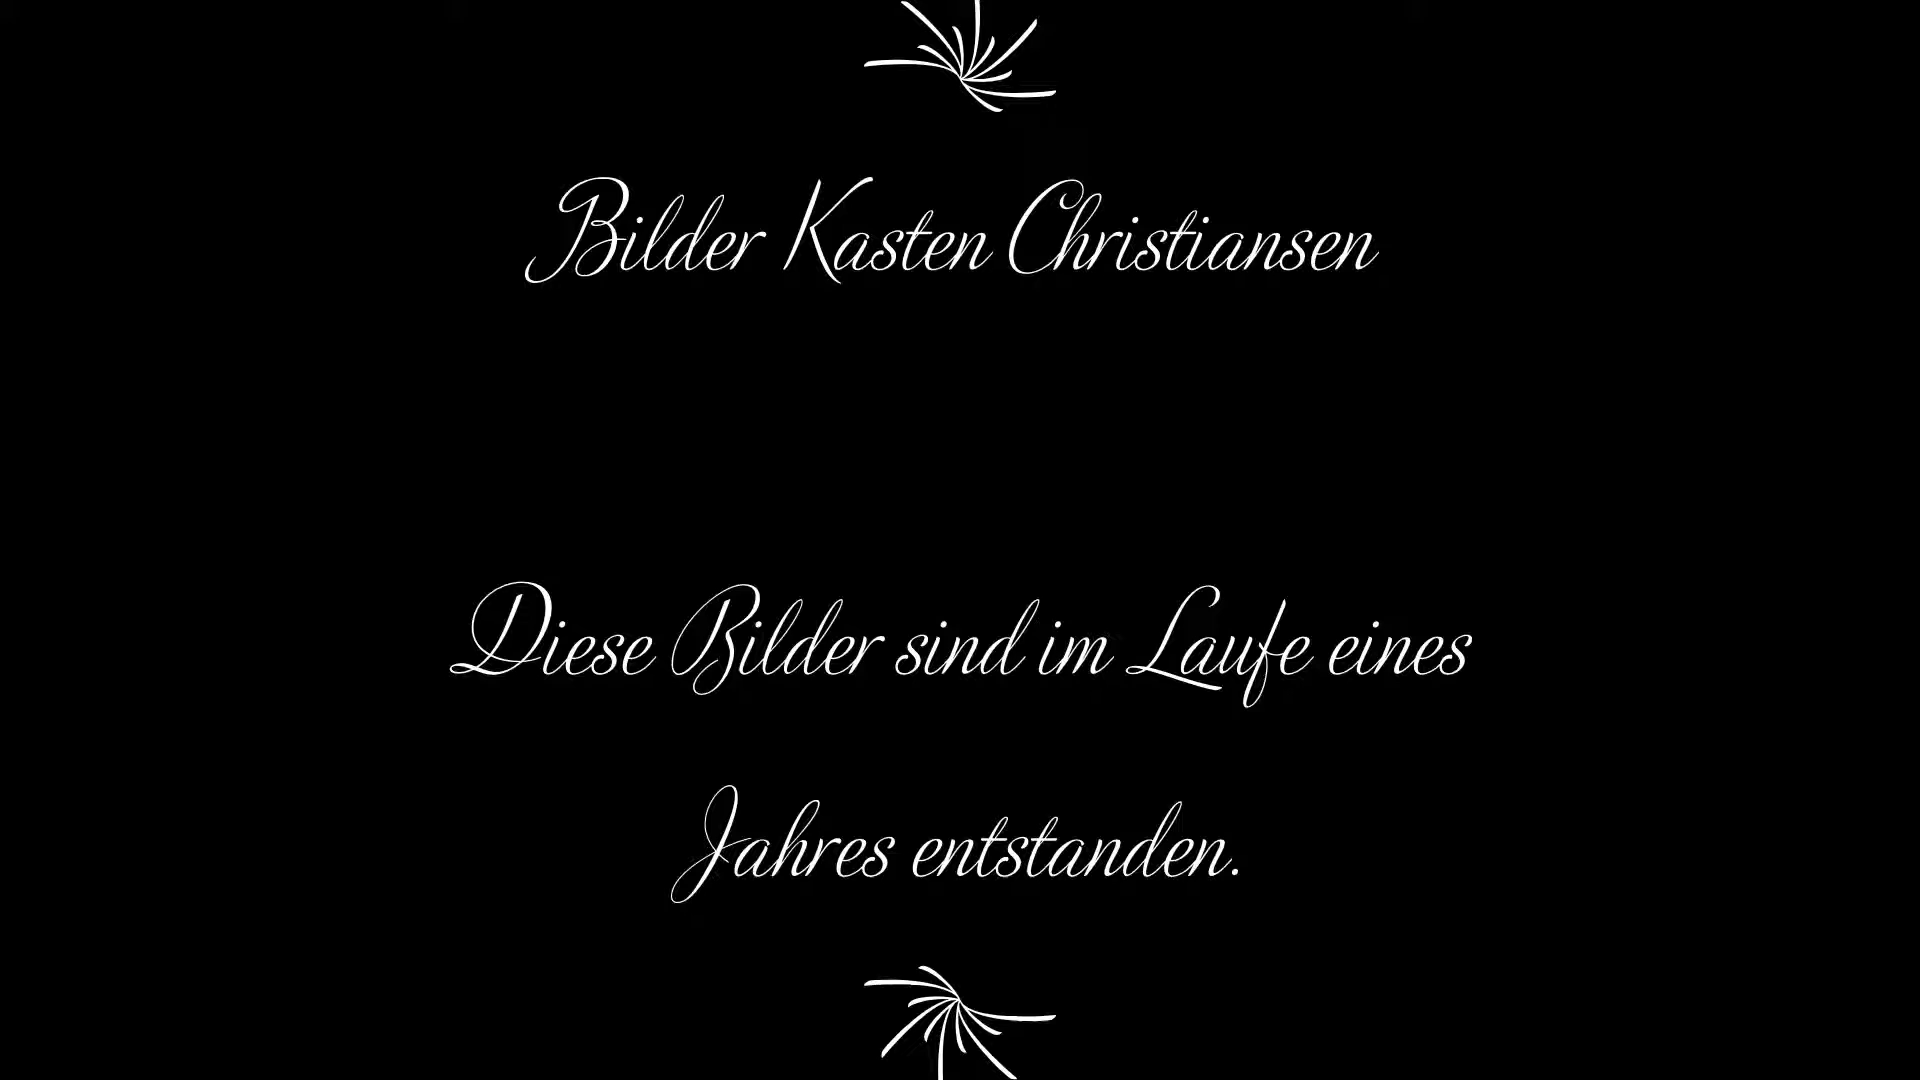 Bilder Kasten Christiansen
Diese Bilder sind im Laufe eines
Jahres entstanden.